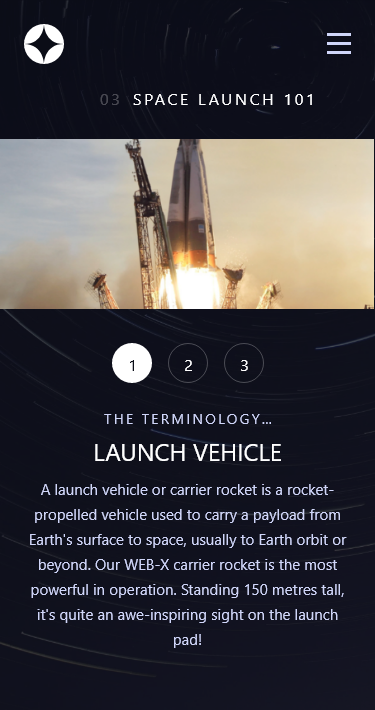 03 SPACE LAUNCH 101
1 2 3
THE TERMINOLOGY...
LAUNCH VEHICLE
A launch vehicle or carrier rocket is a rocket-
propelled vehicle used to carry a payload from
Earth's surface to space, usually to Earth orbit or
beyond. Our WEB-X carrier rocket is the most
powerful in operation. Standing 150 metres tall,
it's quite an awe-inspiring sight on the launch
pad!